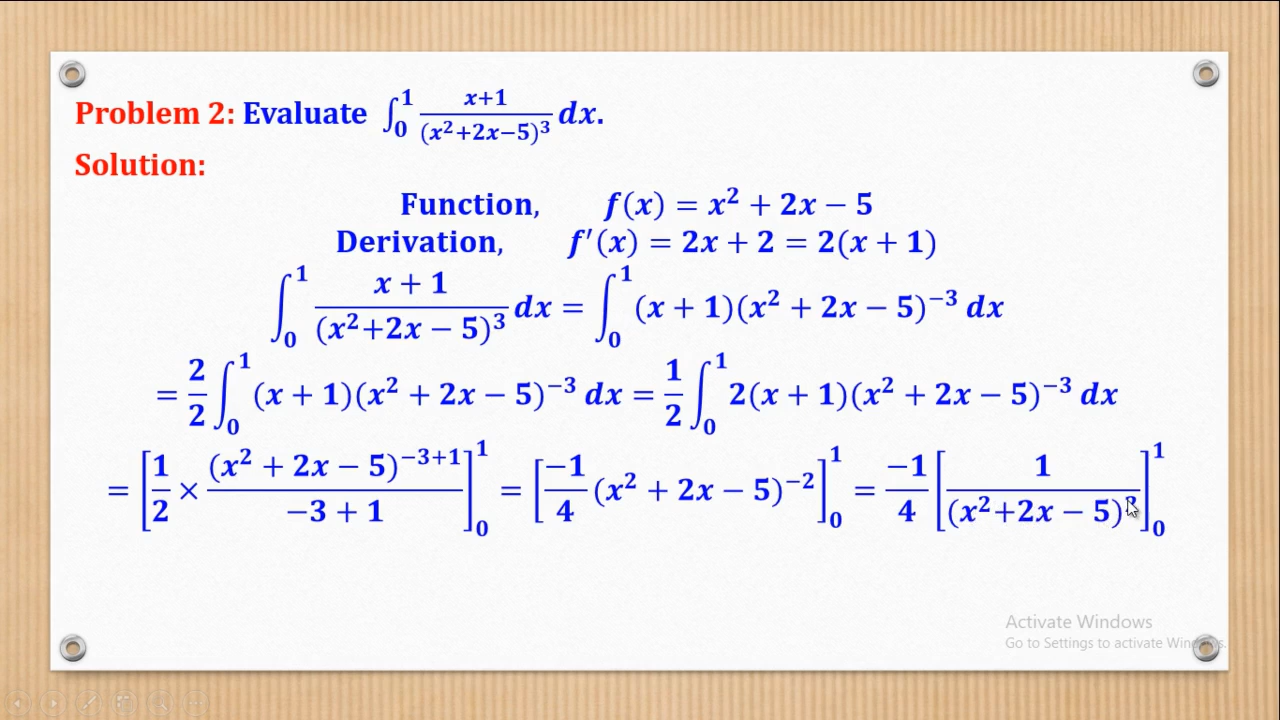 Problem 2: Evaluate ∫₀¹ (x+1)/(x²+2x−5)³ dx.
Solution:
Function, f(x) = x² + 2x − 5
Derivation, f′(x) = 2x + 2 = 2(x + 1)
∫₀¹ (x + 1)/(x²+2x − 5)³ dx = ∫₀¹ (x + 1)(x² + 2x − 5)⁻³ dx
= 2/2 ∫₀¹ (x + 1)(x² + 2x − 5)⁻³ dx = 1/2 ∫₀¹ 2(x + 1)(x² + 2x − 5)⁻³ dx
= [1/2 × (x² + 2x − 5)⁻³⁺¹/(−3 + 1)]₀¹ = [−1/4 (x² + 2x − 5)⁻²]₀¹ = −1/4 [1/(x²+2x − 5)]₀¹
Activate Windows
Go to Settings to activate Windows.